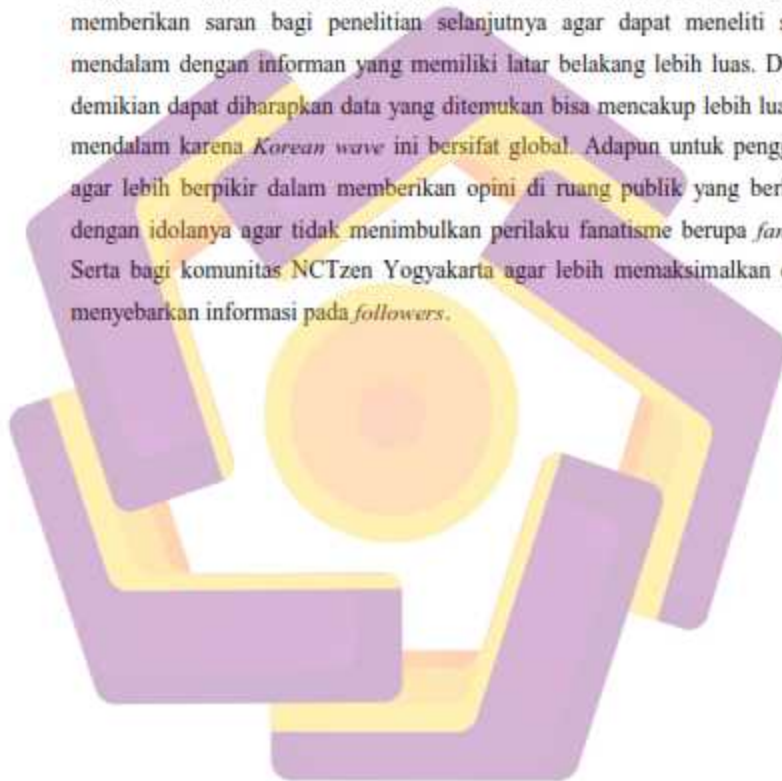 memberikan saran bagi penelitian selanjutnya agar dapat meneliti
mendalam dengan informan yang memiliki latar belakang lebih luas.
demikian dapat diharapkan data yang ditemukan bisa mencakup lebih
mendalam karena Korean wave ini bersifat global. Adapun untuk
agar lebih berpikir dalam memberikan opini di ruang publik yang
dengan idolanya agar tidak menimbulkan perilaku fanatisme berupa
Serta bagi komunitas NCTzen Yogyakarta agar lebih memaksimalkan
menyebarkan informasi pada followers.